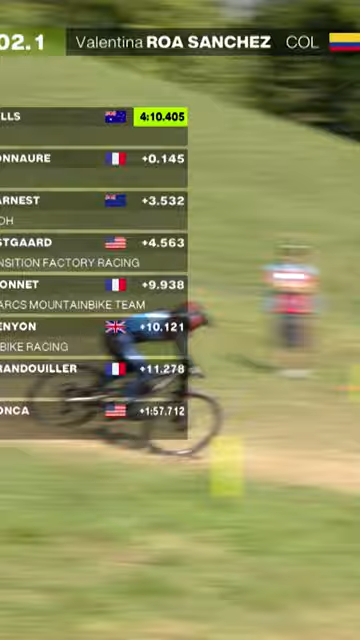 02.1 Valentina ROA SANCHEZ COL
LLS 4:10.405
ONNAURE +0.145
ARNEST +3.532
OH
STGAARD +4.563
NSITION FACTORY RACING
ONNET +9.938
ARCS MOUNTAINBIKE TEAM
ENYON +10.121
BIKE RACING
RANDOUILLER +11.278
ONCA +1:57.712